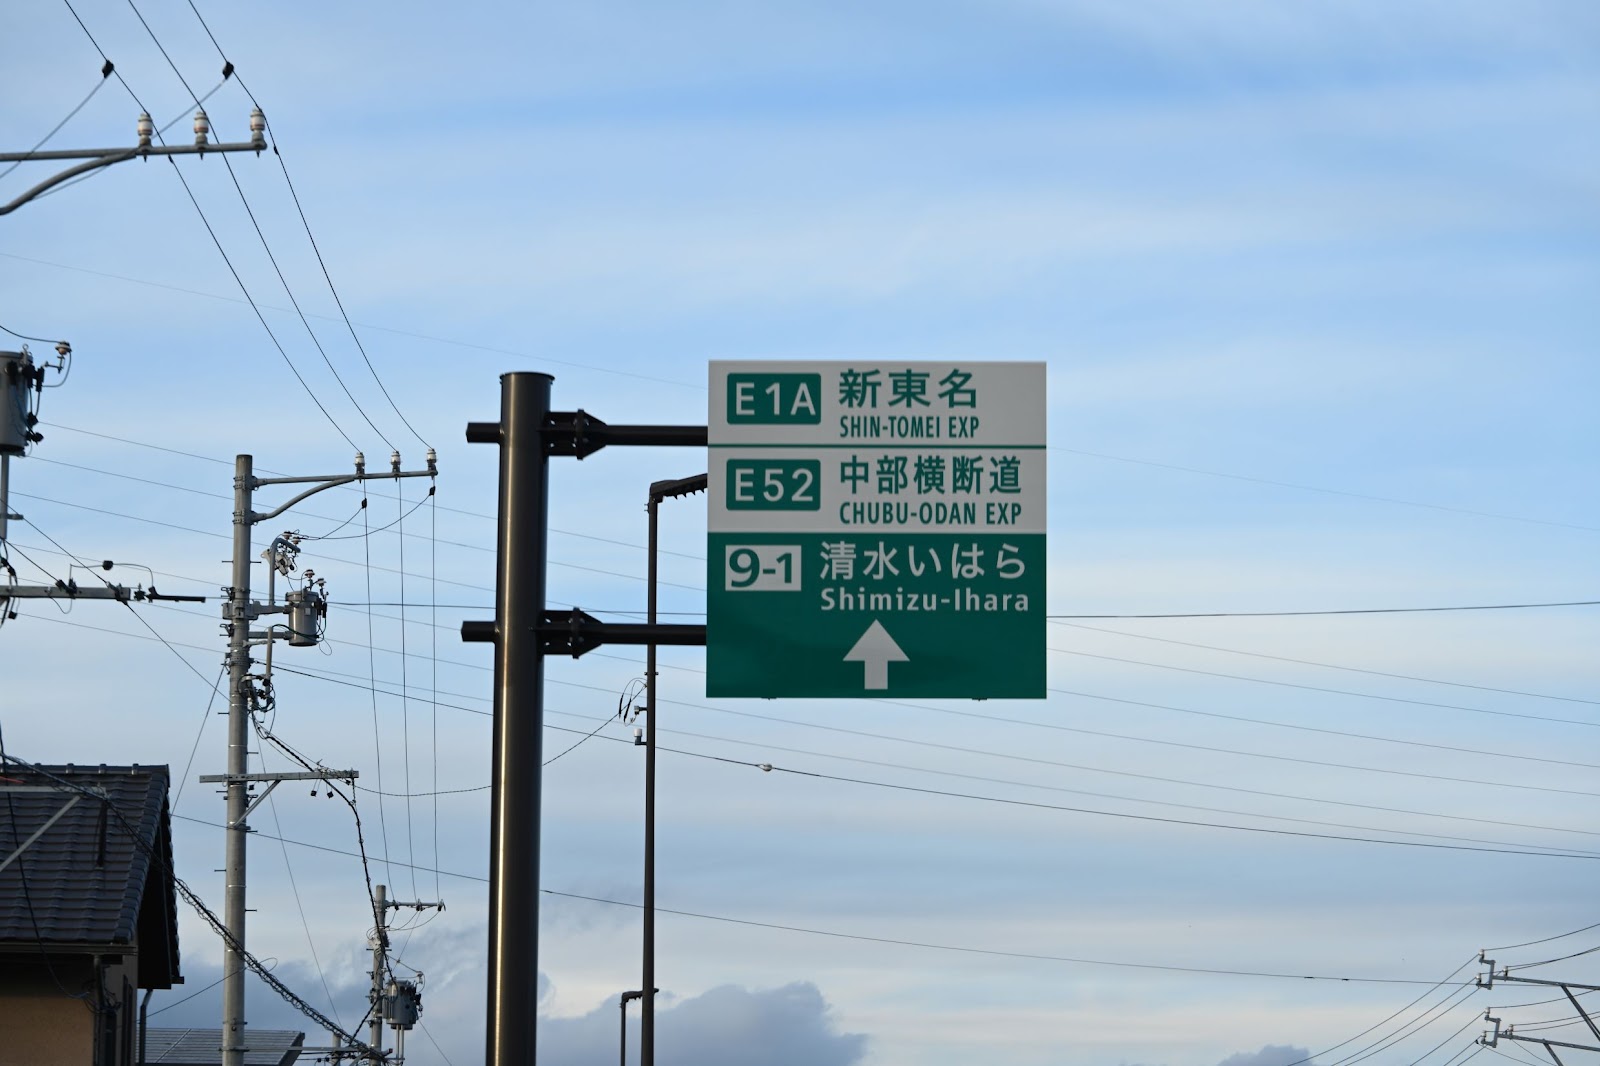 E1A 新東名
SHIN-TOMEI EXP
E52 中部横断道
CHUBU-ODAN EXP
9-1 清水いはら
Shimizu-Ihara